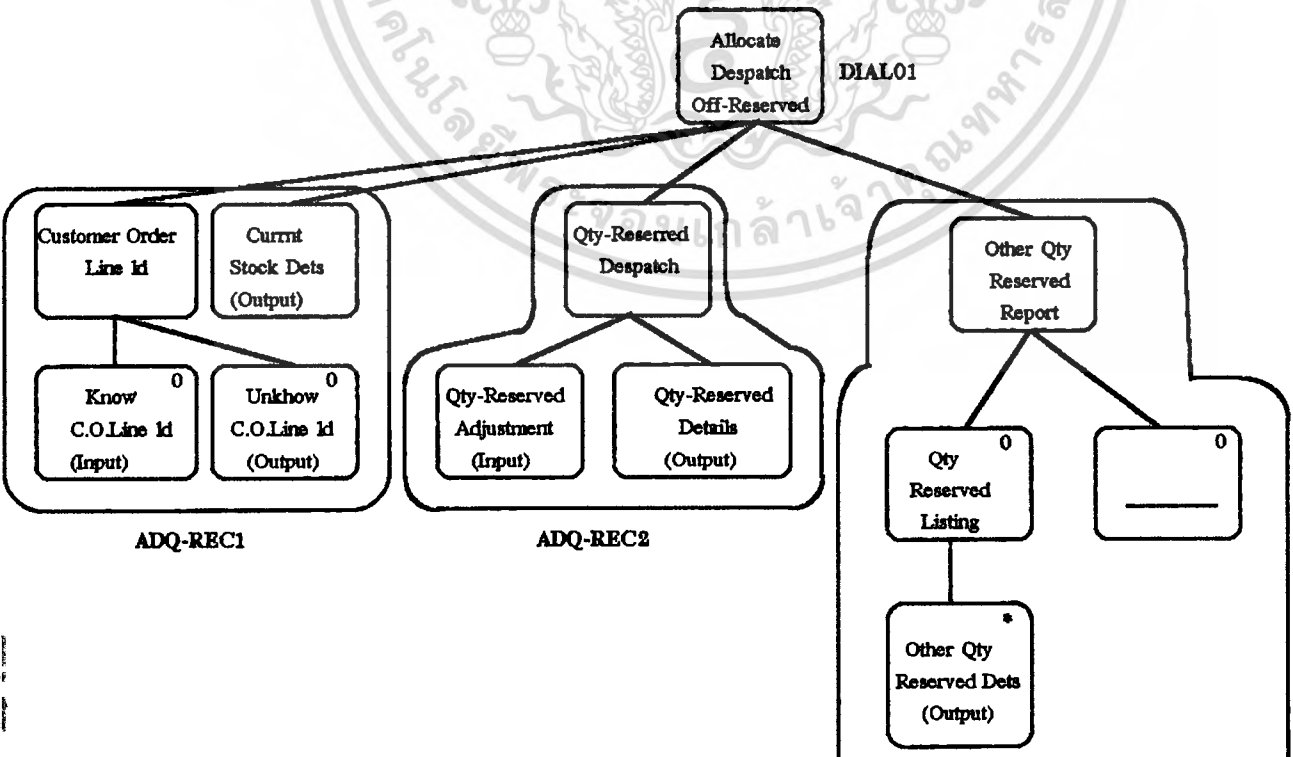 Allocate
Despatch
Off-Reserved
DIAL01
Customer Order
Line Id
Currnt
Stock Dets
(Output)
Qty-Reserred
Despatch
Other Qty
Reserved
Report
Know
0
C.O.Line Id
(Input)
Unkhow
0
C.O.Line Id
(Output)
Qty-Reserved
Adjustment
(Input)
Qty-Reserved
Details
(Output)
Qty
0
Reserved
Listing
0
ADQ-REC1
ADQ-REC2
*
Other Qty
Reserved Dets
(Output)